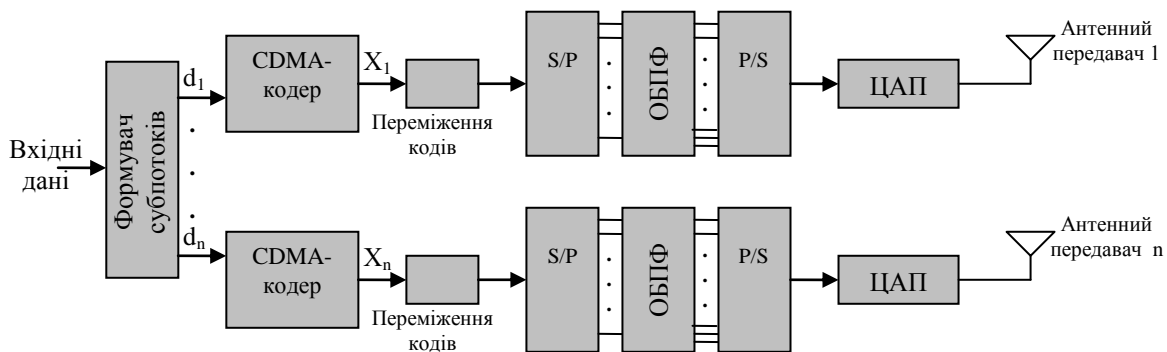 Вхідні
дані
Формувач
субпотоків
d1
CDMA-
кодер
X1
Переміження
кодів
S/P
ОБПФ
P/S
ЦАП
Антенний
передавач 1
dn
CDMA-
кодер
Xn
Переміження
кодів
S/P
ОБПФ
P/S
ЦАП
Антенний
передавач n